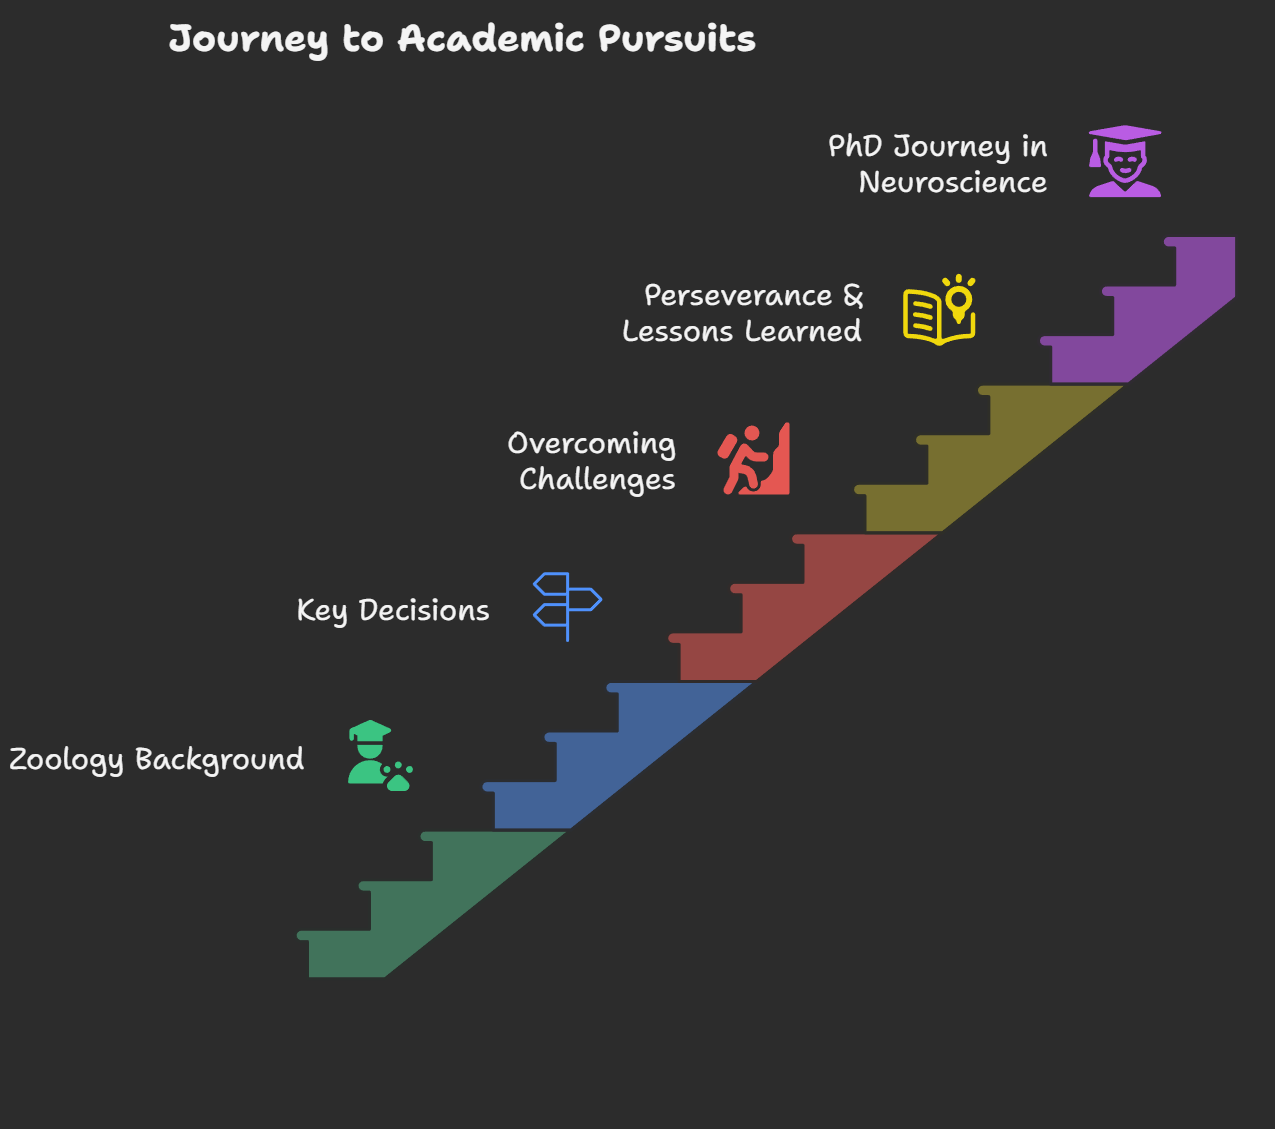 Journey to Academic Pursuits
PhD Journey in
Neuroscience
Perseverance &
Lessons Learned
Overcoming
Challenges
Key Decisions
Zoology Background